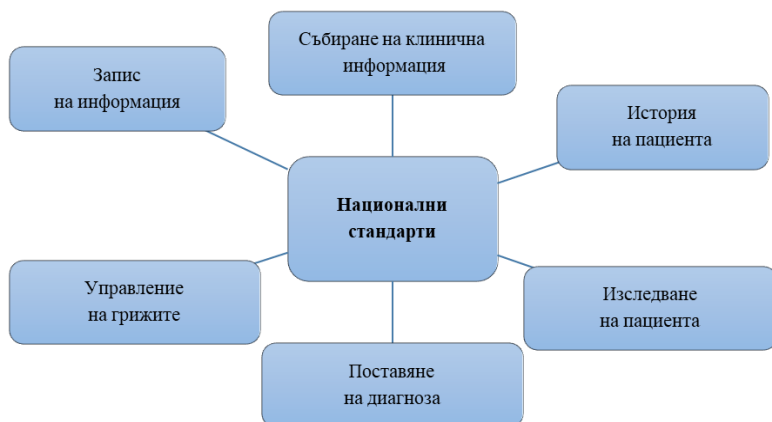 Събиране на клинична
информация
Запис
на информация
История
на пациента
Национални
стандарти
Управление
на грижите
Изследване
на пациента
Поставяне
на диагноза